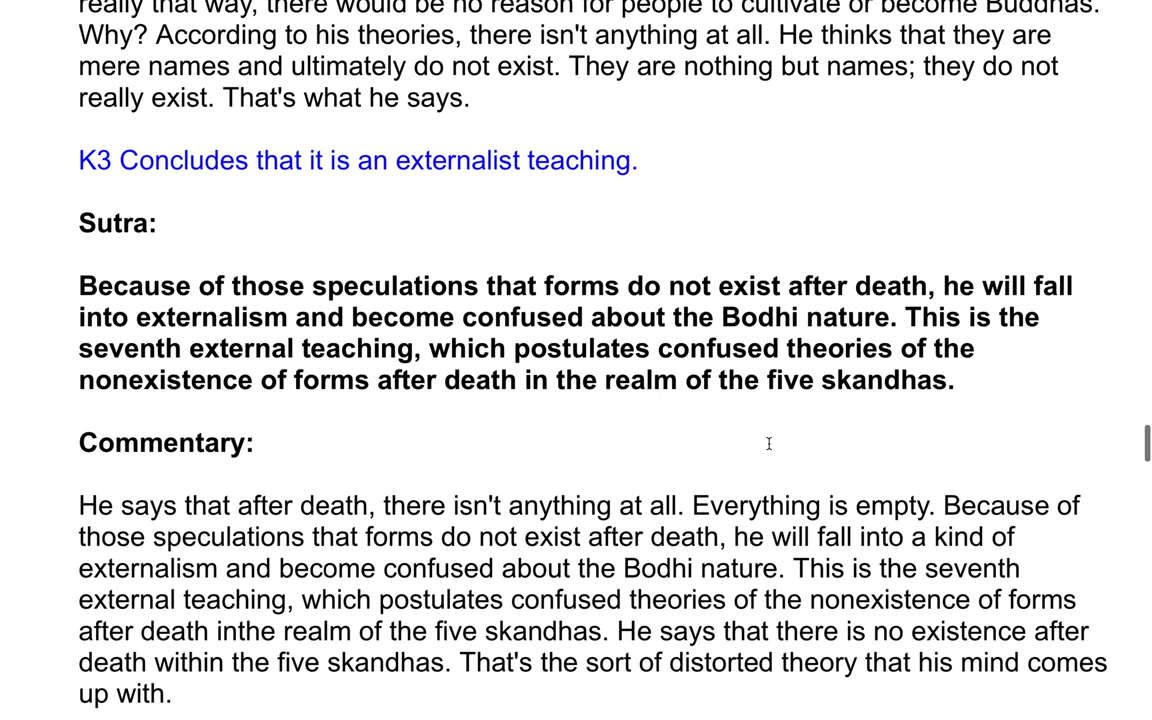 really that way, there would be no reason for people to cultivate or become Buddhas.
Why? According to his theories, there isn't anything at all. He thinks that they are
mere names and ultimately do not exist. They are nothing but names; they do not
really exist. That's what he says.
K3 Concludes that it is an externalist teaching.
Sutra:
Because of those speculations that forms do not exist after death, he will fall
into externalism and become confused about the Bodhi nature. This is the
seventh external teaching, which postulates confused theories of the
nonexistence of forms after death in the realm of the five skandhas.
Commentary:
He says that after death, there isn't anything at all. Everything is empty. Because of
those speculations that forms do not exist after death, he will fall into a kind of
externalism and become confused about the Bodhi nature. This is the seventh
external teaching, which postulates confused theories of the nonexistence of forms
after death inthe realm of the five skandhas. He says that there is no existence after
death within the five skandhas. That's the sort of distorted theory that his mind comes
up with.